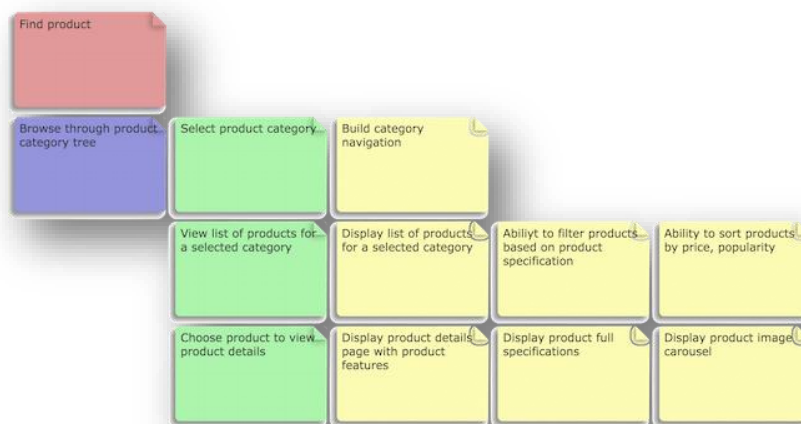 Find product
Browse through product
category tree
Select product category
Build category
navigation
View list of products for
a selected category
Display list of products
for a selected category
Abiliyt to filter products
based on product
specification
Ability to sort products
by price, popularity
Choose product to view
product details
Display product details
page with product
features
Display product full
specifications
Display product image
carousel